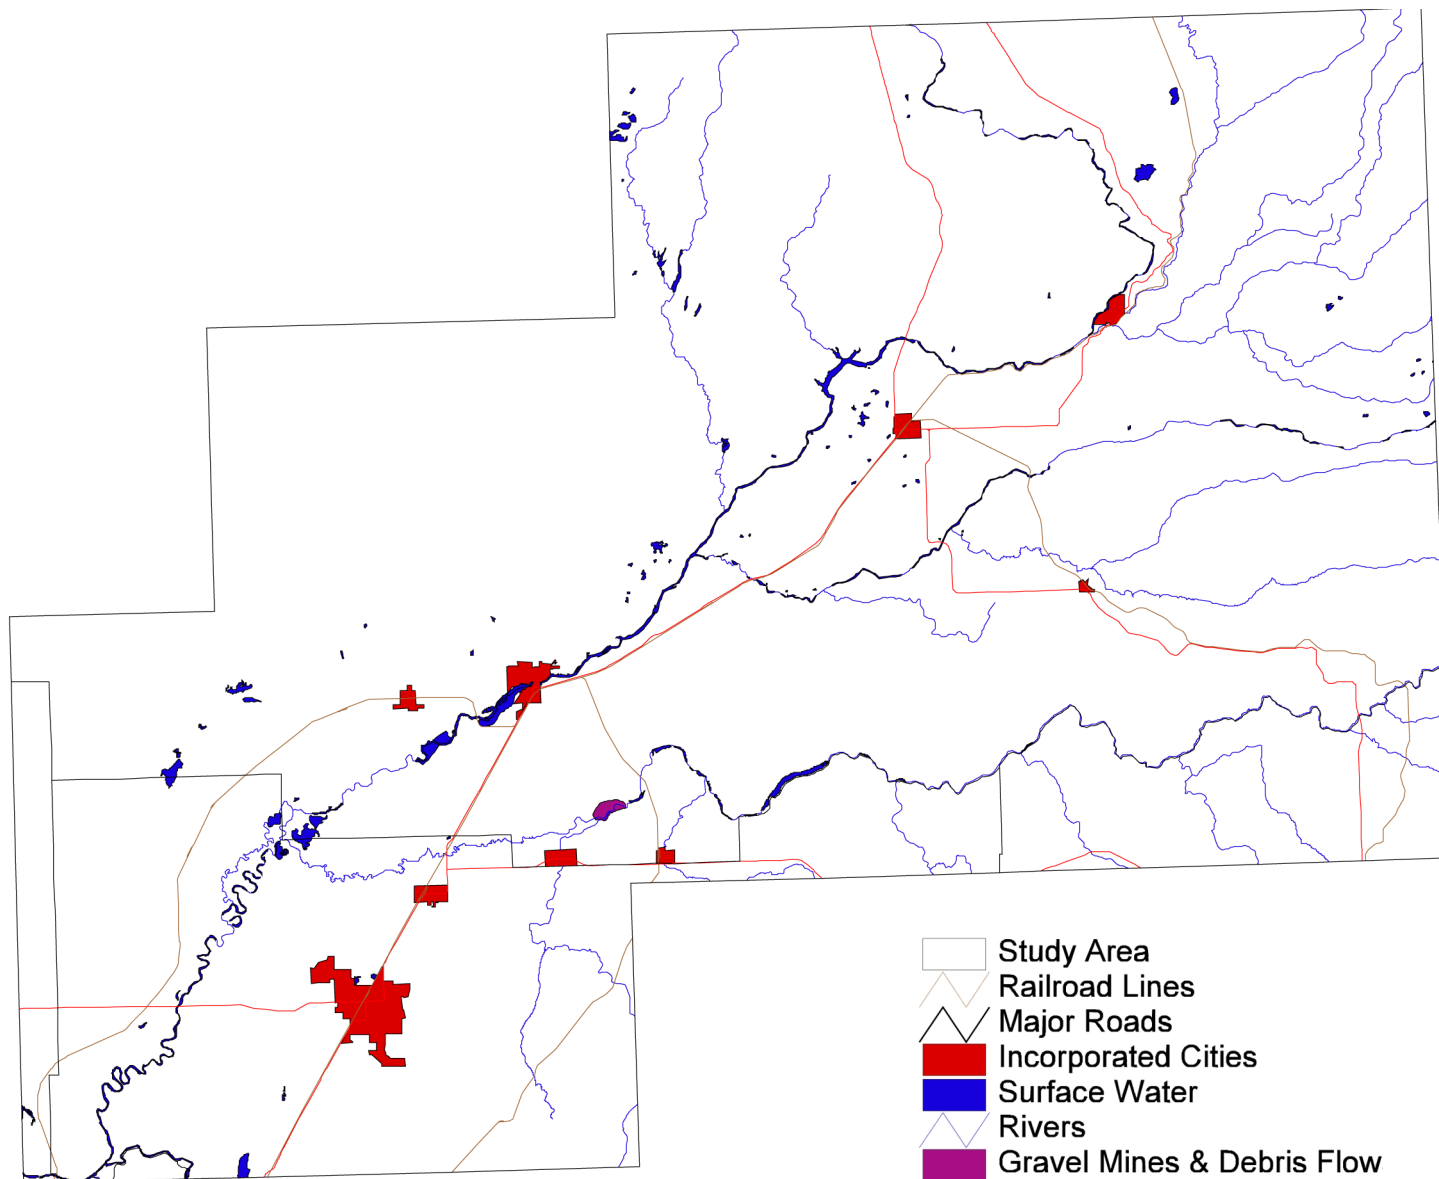 Study Area
Railroad Lines
Major Roads
Incorporated Cities
Surface Water
Rivers
Gravel Mines & Debris Flow